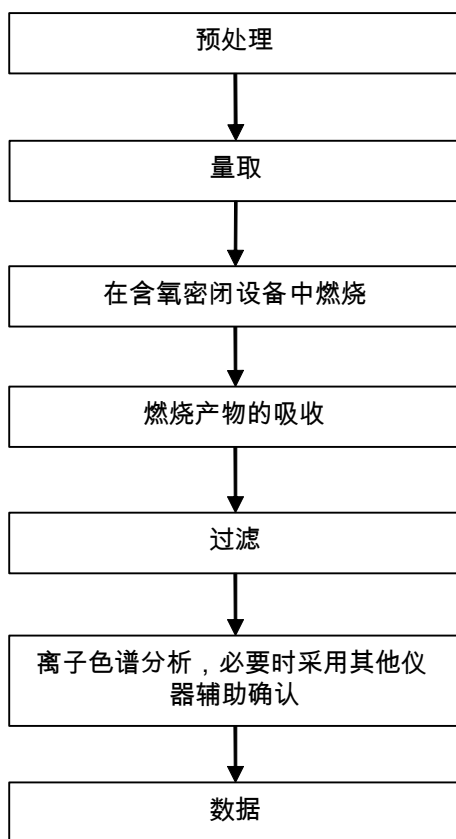 预处理
量取
在含氧密闭设备中燃烧
燃烧产物的吸收
过滤
离子色谱分析，必要时采用其他仪
器辅助确认
数据